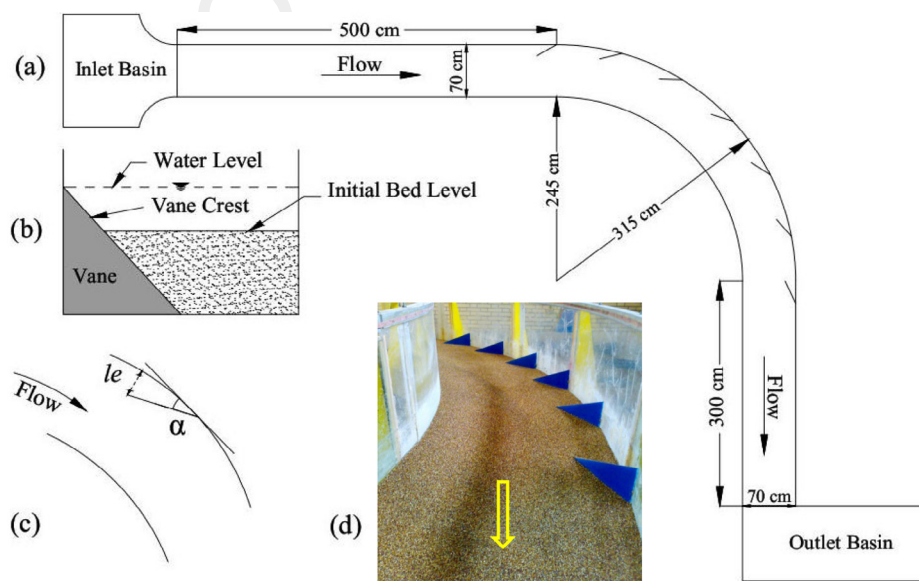 500 cm
(a)
Inlet Basin
Flow
70 cm
Water Level
245 cm
315 cm
Initial Bed Level
Vane Crest
(b)
Vane
le
Flow
α
(c)
(d)
300 cm
Flow
70 cm
Outlet Basin